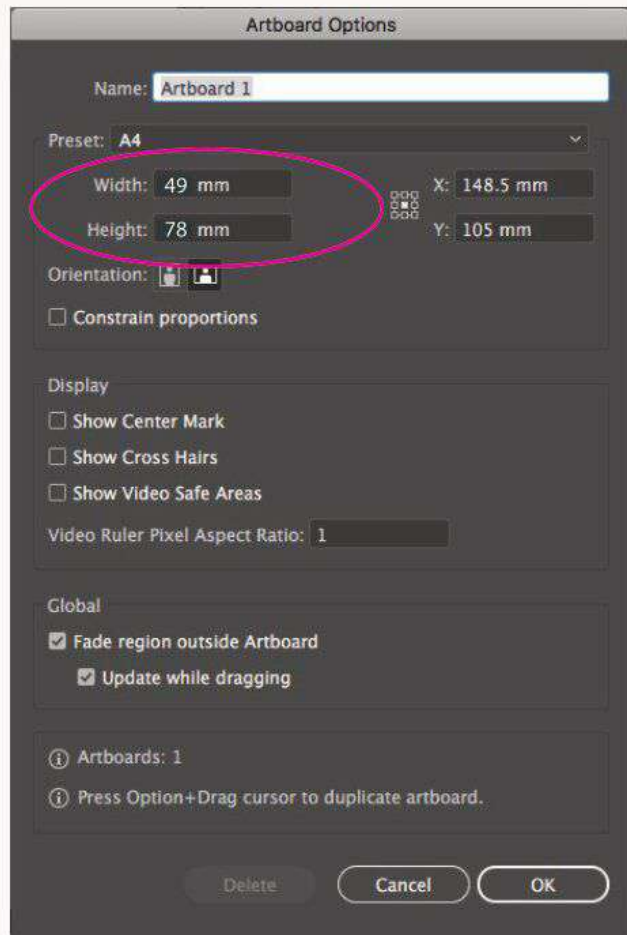 Artboard Options
Name: Artboard 1
Preset: A4
Width: 49 mm X: 148.5 mm
Height: 78 mm Y: 105 mm
Orientation:
Constrain proportions
Display
Show Center Mark
Show Cross Hairs
Show Video Safe Areas
Video Ruler Pixel Aspect Ratio: 1
Global
Fade region outside Artboard
Update while dragging
Artboards: 1
Press Option+Drag cursor to duplicate artboard.
Delete Cancel OK